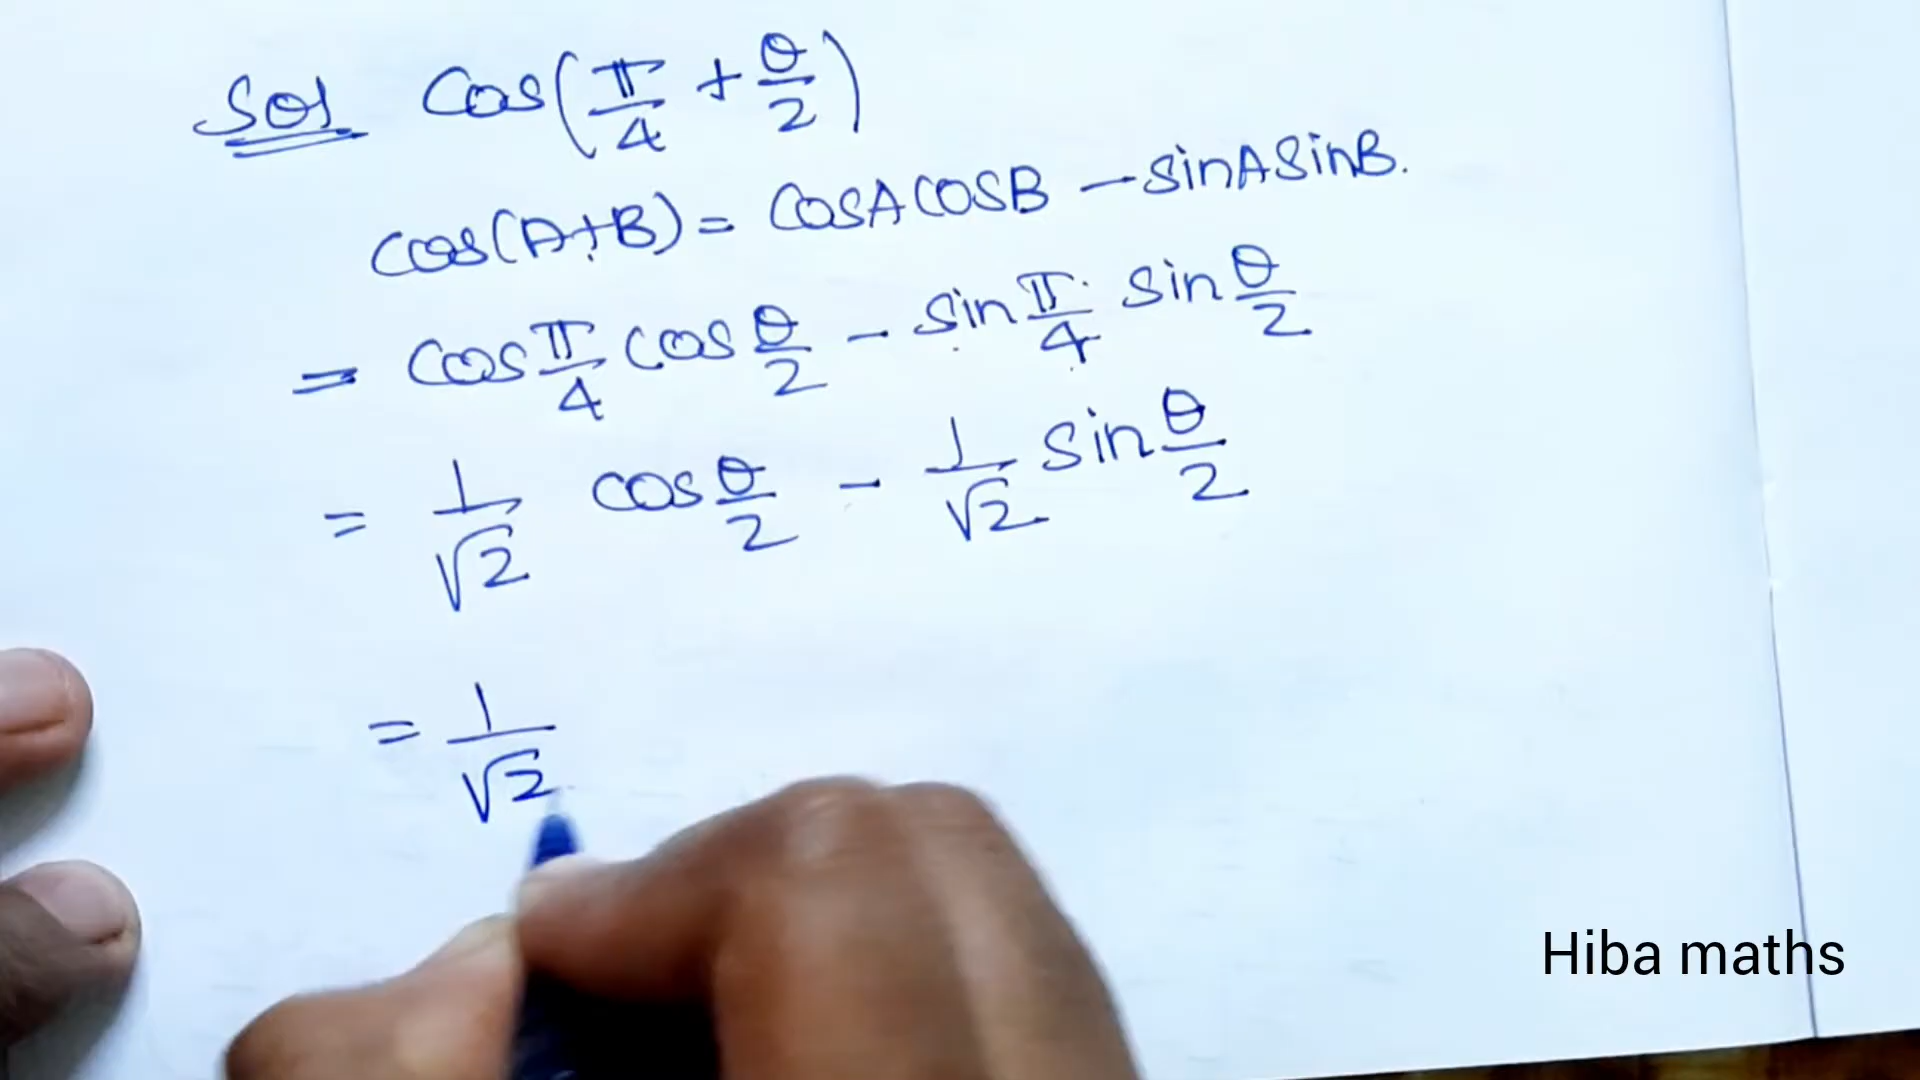 Sol cos(π/4 + θ/2)
cos(A+B) = cosA cosB - sinA sinB.
= cos π/4 cos θ/2 - sin π/4 sin θ/2
= 1/√2 cos θ/2 - 1/√2 sin θ/2
= 1/√2
Hiba maths